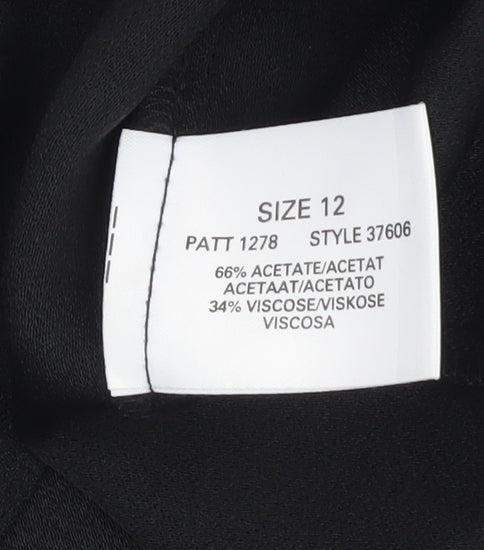 SIZE 12
PATT 1278 STYLE 37606
66% ACETATE/ACETAT
ACETAAT/ACETATO
34% VISCOSE/VISKOSE
VISCOSA